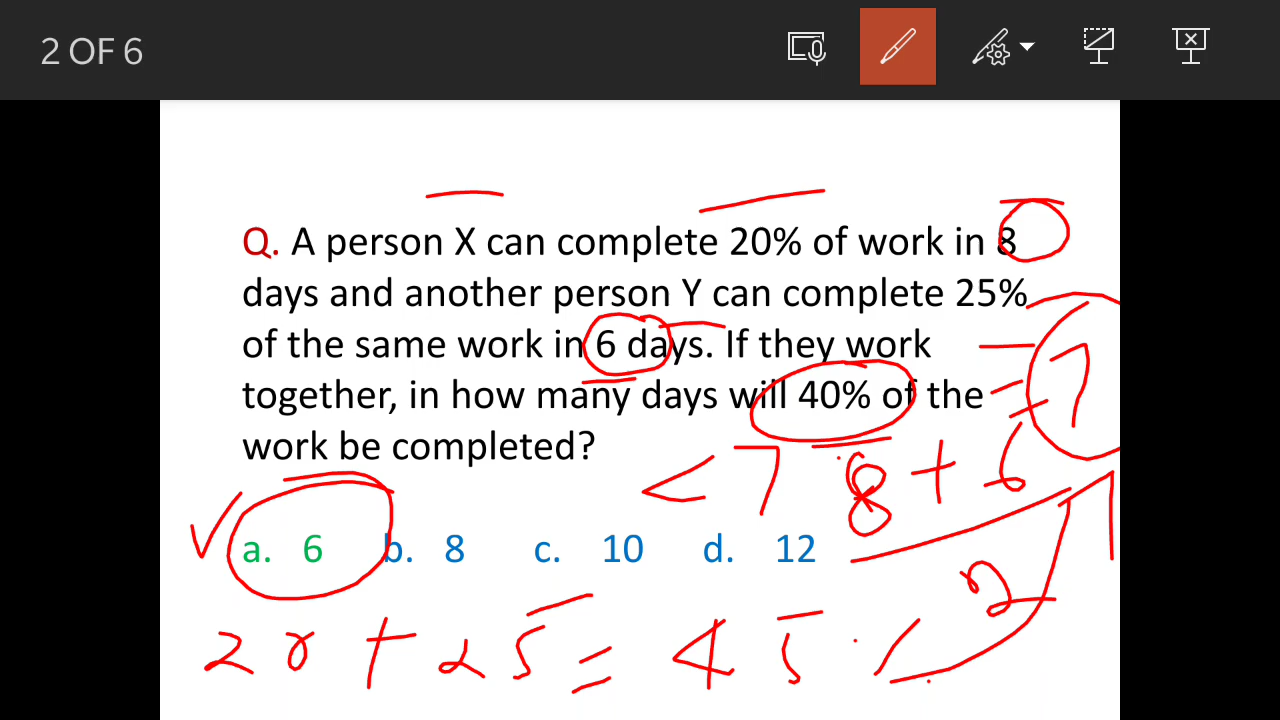 2 OF 6
Q. A person X can complete 20% of work in 8
days and another person Y can complete 25%
of the same work in 6 days. If they work
together, in how many days will 40% of the
work be completed?
= 7
< 7
8 + 6
2
a. 6 b. 8 c. 10 d. 12
20 + 25 = 45 %